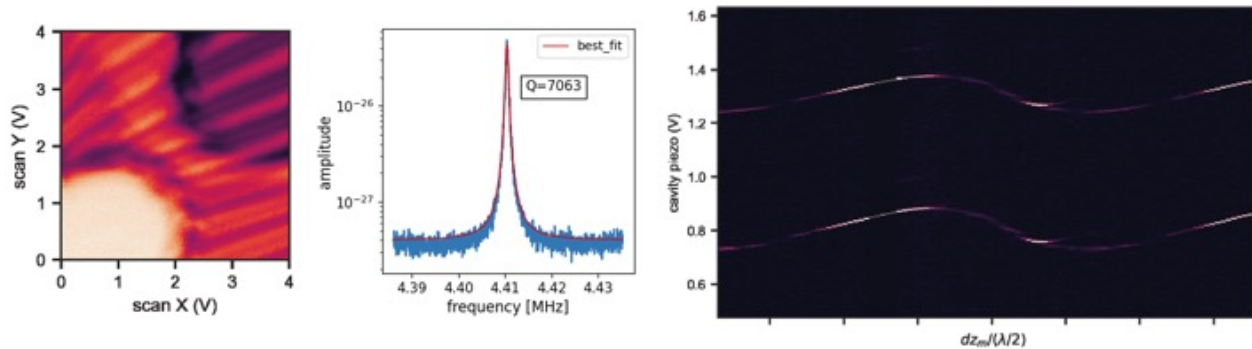 4
3
2
1
0
scan Y (V)
0 1 2 3 4
scan X (V)
best_fit
Q=7063
10⁻²⁶
10⁻²⁷
amplitude
4.39 4.40 4.41 4.42 4.43
frequency [MHz]
1.6
1.4
1.2
1.0
0.8
0.6
cavity piezo (V)
dzₘ/(λ/2)